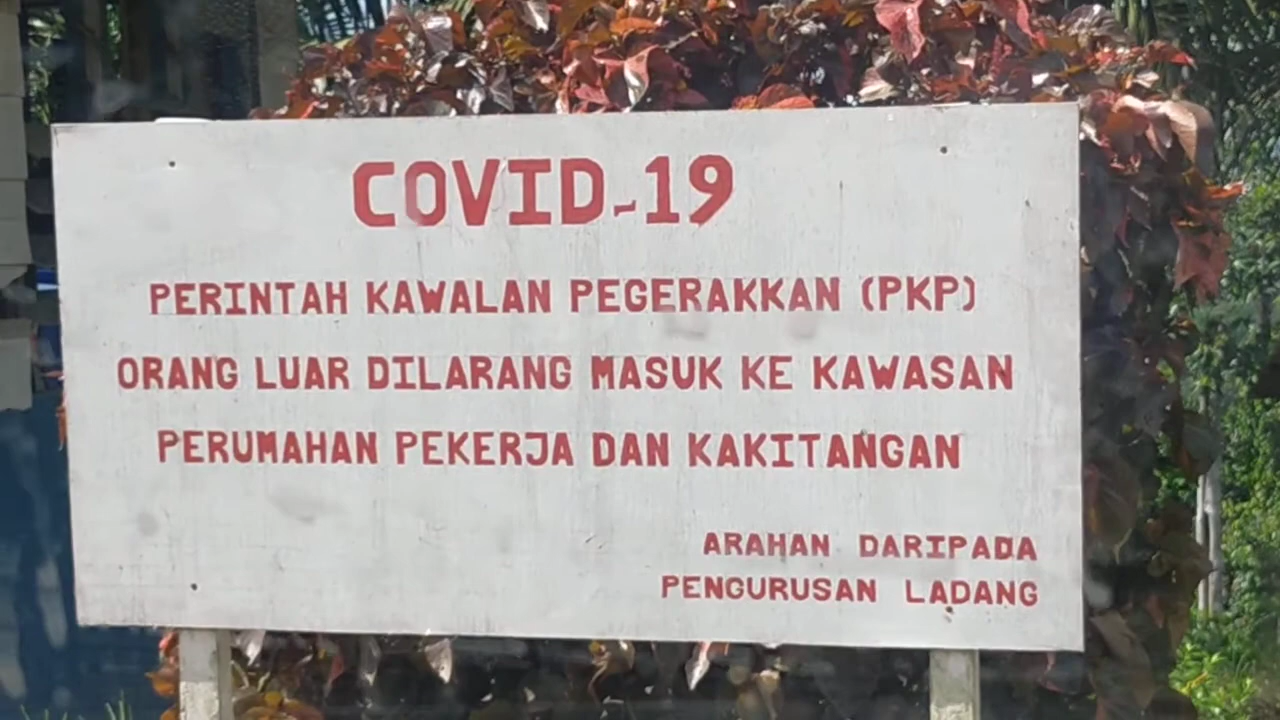 COVID-19
PERINTAH KAWALAN PEGERAKKAN (PKP)
ORANG LUAR DILARANG MASUK KE KAWASAN
PERUMAHAN PEKERJA DAN KAKITANGAN
ARAHAN DARIPADA
PENGURUSAN LADANG